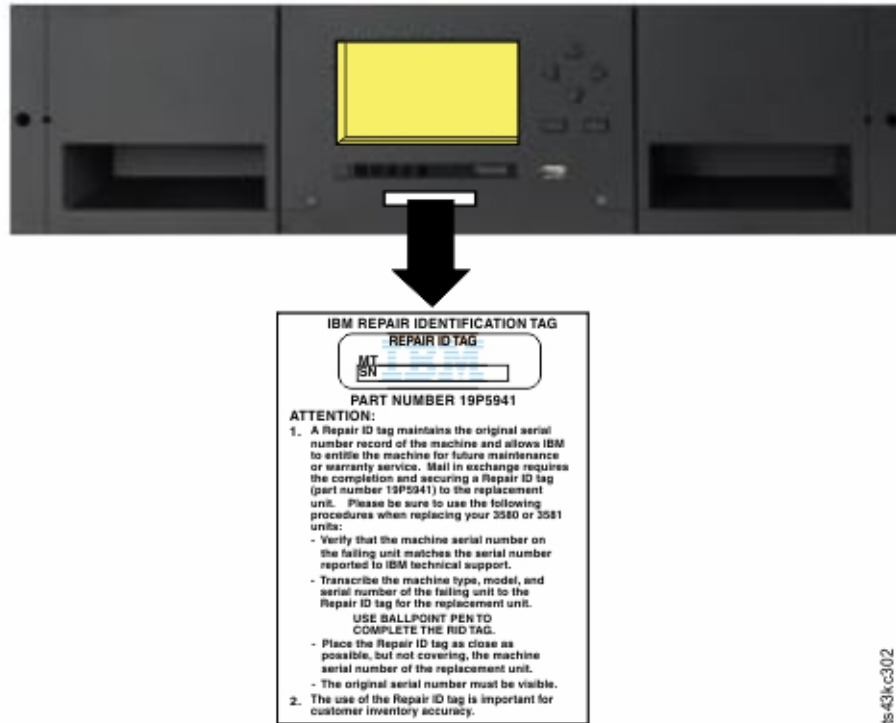 IBM REPAIR IDENTIFICATION TAG
REPAIR ID TAG
IBM
MT
SN
PART NUMBER 19P5941
ATTENTION:
1. A Repair ID tag maintains the original serial
number record of the machine and allows IBM
to entitle the machine for future maintenance
or warranty service. Mail in exchange requires
the completion and securing a Repair ID tag
(part number 19P5941) to the replacement
unit. Please be sure to use the following
procedures when replacing your 3580 or 3581
units:
- Verify that the machine serial number on
the failing unit matches the serial number
reported to IBM technical support.
- Transcribe the machine type, model, and
serial number of the failing unit to the
Repair ID tag for the replacement unit.
USE BALLPOINT PEN TO
COMPLETE THE RID TAG.
- Place the Repair ID tag as close as
possible, but not covering, the machine
serial number of the replacement unit.
- The original serial number must be visible.
2. The use of the Repair ID tag is important for
customer inventory accuracy.